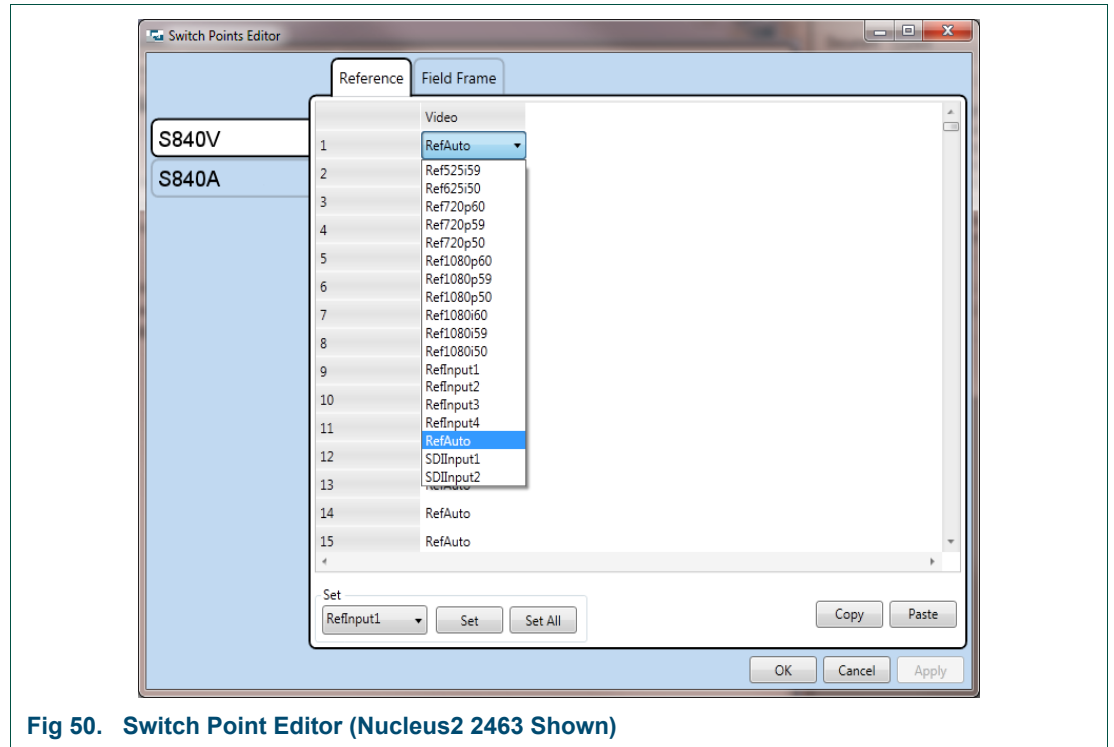 Switch Points Editor
Reference Field Frame
S840V
S840A
Video
1 RefAuto
2
3
4
5
6
7
8
9
10
11
12
13 RefAuto
14 RefAuto
15 RefAuto
Ref525i59
Ref625i50
Ref720p60
Ref720p59
Ref720p50
Ref1080p60
Ref1080p59
Ref1080p50
Ref1080i60
Ref1080i59
Ref1080i50
RefInput1
RefInput2
RefInput3
RefInput4
RefAuto
SDIInput1
SDIInput2
Set
RefInput1 Set Set All Copy Paste
OK Cancel Apply
Fig 50. Switch Point Editor (Nucleus2 2463 Shown)